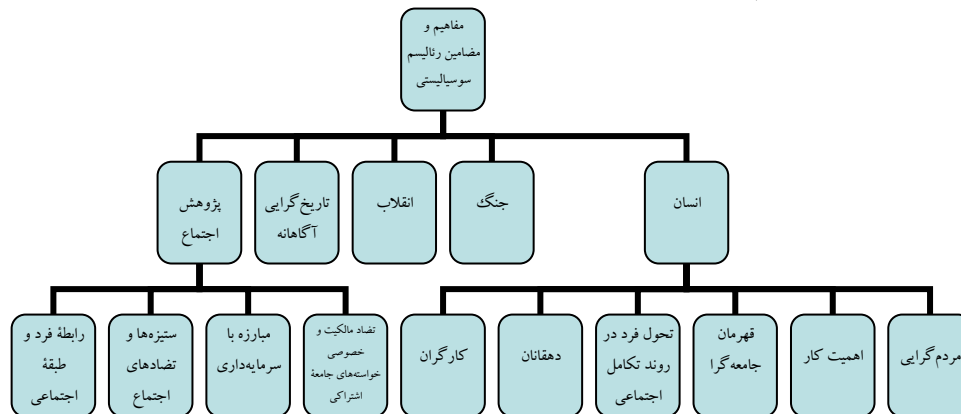 مفاهیم و
مضامین رئالیسم
سوسیالیستی
انسان
جنگ
انقلاب
تاریخ‌گرایی
آگاهانه
پژوهش
اجتماع
مردم‌گرایی
اهمیت کار
قهرمان
جامعه‌گرا
تحول فرد در
روند تکامل
اجتماعی
دهقانان
کارگران
تضاد مالکیت و
خصوصی
خواسته‌های جامعهٔ
اشتراکی
مبارزه با
سرمایه‌داری
ستیزه‌ها و
تضادهای
اجتماع
رابطهٔ فرد و
طبقهٔ
اجتماعی